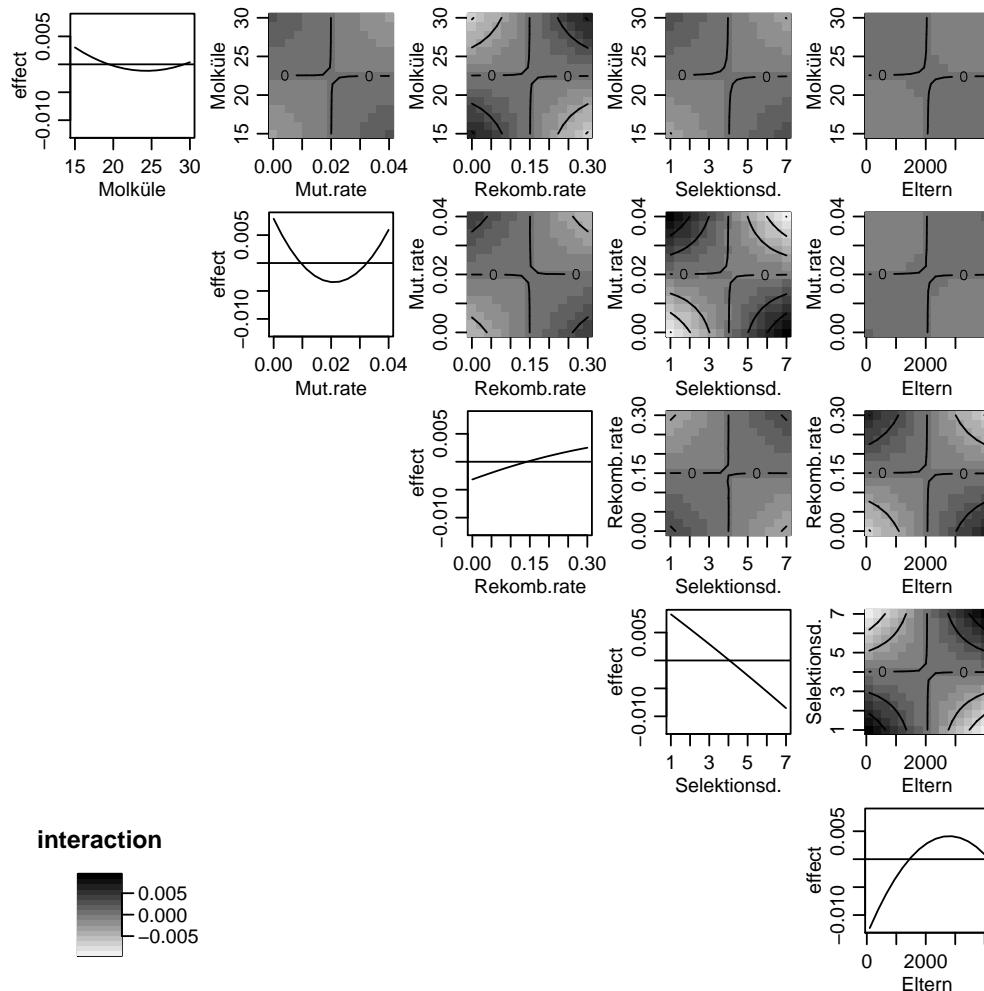 effect
0.005
−0.010
15 20 25 30
Molküle
Molküle
30
25
20
15
0 0
0.00 0.02 0.04
Mut.rate
Molküle
30
25
20
15
0 0
0.00 0.15 0.30
Rekomb.rate
Molküle
30
25
20
15
0 0
1 3 5 7
Selektionsd.
Molküle
30
25
20
15
0 0
0 2000
Eltern
effect
0.005
−0.010
0.00 0.02 0.04
Mut.rate
Mut.rate
0.04
0.02
0.00
0 0
0.00 0.15 0.30
Rekomb.rate
Mut.rate
0.04
0.02
0.00
0 0
1 3 5 7
Selektionsd.
Mut.rate
0.04
0.02
0.00
0 0
0 2000
Eltern
effect
0.005
−0.010
0.00 0.15 0.30
Rekomb.rate
Rekomb.rate
0.30
0.15
0.00
0 0
1 3 5 7
Selektionsd.
Rekomb.rate
0.30
0.15
0.00
0 0
0 2000
Eltern
effect
0.005
−0.010
1 3 5 7
Selektionsd.
Selektionsd.
7
5
3
1
0 0
0 2000
Eltern
effect
0.005
−0.010
0 2000
Eltern
interaction
0.005
0.000
−0.005